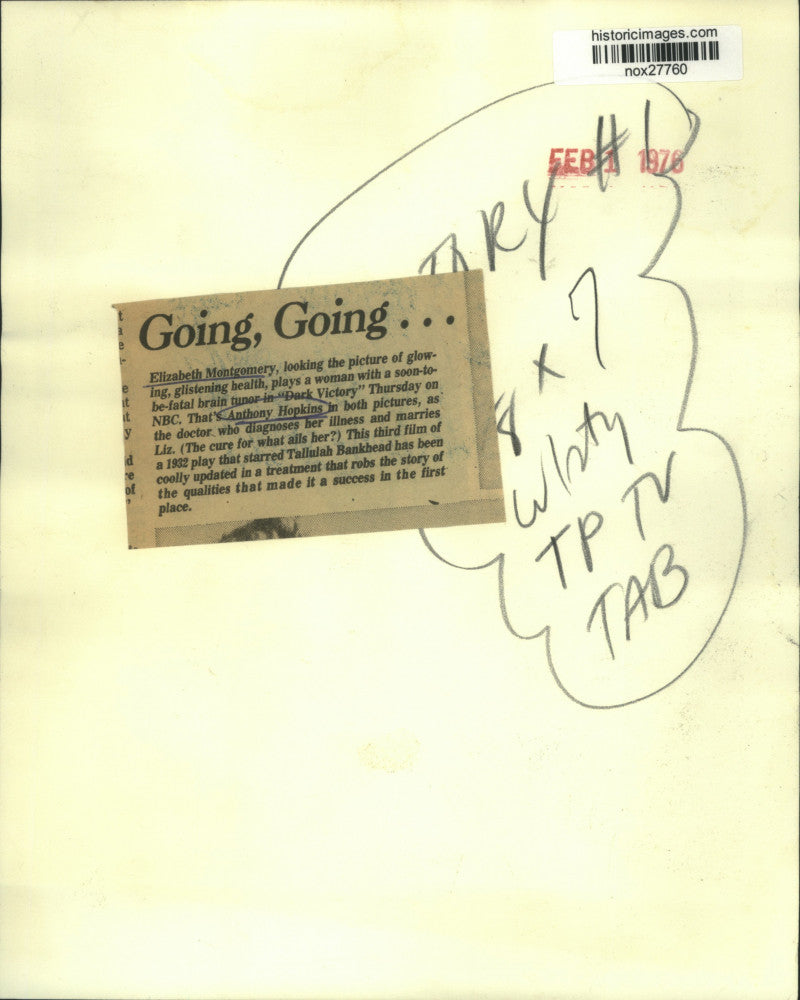 historicimages.com
nox27760
FEB 1 1976
#1
8 x 7
TP TV
TAB
Going, Going . . .
Elizabeth Montgomery, looking the picture of glow-
ing, glistening health, plays a woman with a soon-to-
be-fatal brain tumor in "Dark Victory" Thursday on
NBC. That's Anthony Hopkins in both pictures, as
the doctor who diagnoses her illness and marries
Liz. (The cure for what ails her?) This third film of
a 1932 play that starred Tallulah Bankhead has been
coolly updated in a treatment that robs the story of
the qualities that made it a success in the first
place.